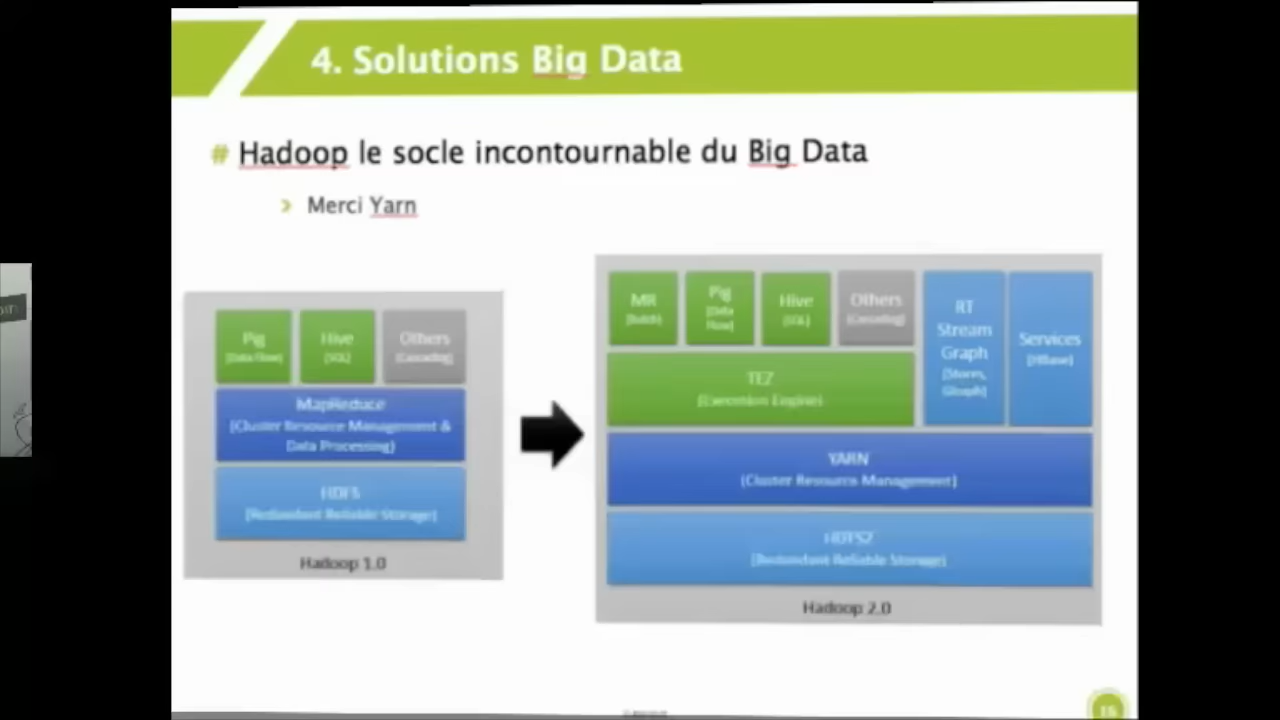 4. Solutions Big Data
# Hadoop le socle incontournable du Big Data
› Merci Yarn
Pig
(Data Flow)
Hive
(SQL)
Others
(Cascading)
MapReduce
(Cluster Resource Management &
Data Processing)
HDFS
(Redundant Reliable Storage)
Hadoop 1.0
MR
(Batch)
Pig
(Data
Flow)
Hive
(SQL)
Others
(Cascading)
RT
Stream
Graph
(Storm,
Services
(HBase)
TEZ
(Execution Engine)
YARN
(Cluster Resource Management)
HDFS2
(Redundant Reliable Storage)
Hadoop 2.0
16